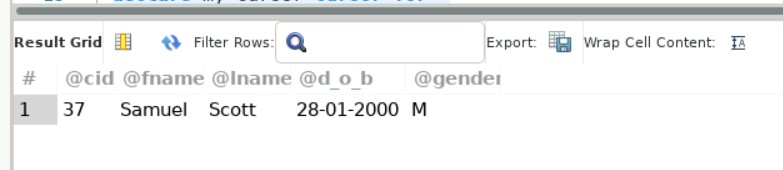 Result Grid Filter Rows: Export: Wrap Cell Content:
# @cid @fname @lname @d_o_b @gender
1 37 Samuel Scott 28-01-2000 M